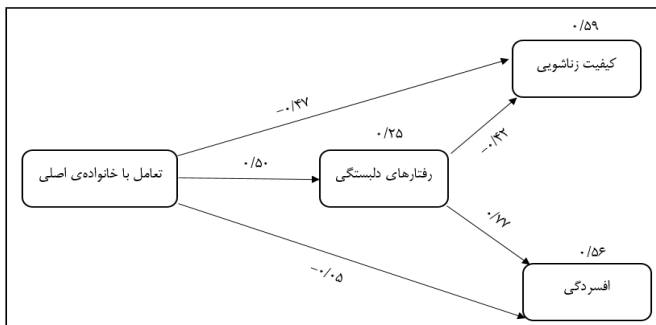 ۰/۵۹
کیفیت زناشویی
−۰/۴۷
۰/۲۵
−۰/۴۲
تعامل با خانواده‌ی اصلی
۰/۵۰
رفتارهای دلبستگی
۰/۷۷
−۰/۰۵
۰/۵۶
افسردگی